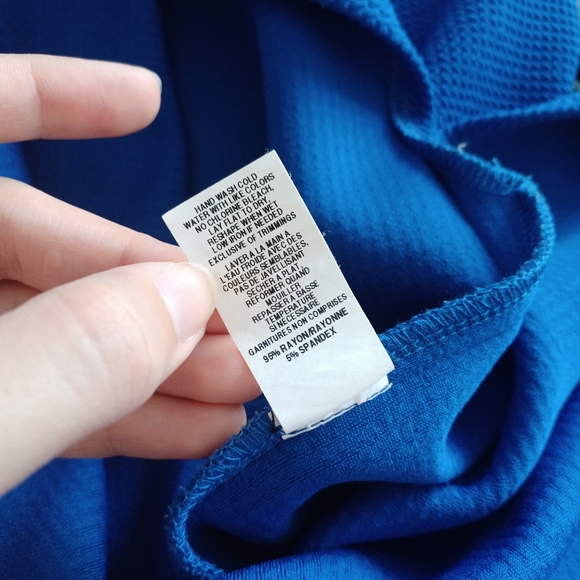 HAND WASH COLD
WATER WITH LIKE COLORS
NO CHLORINE BLEACH,
LAY FLAT TO DRY,
RESHAPE WHEN WET
LOW IRON IF NEEDED
EXCLUSIVE OF TRIMMINGS
LAVER A LA MAIN A
L'EAU FROIDE AVEC DES
COULEURS SEMBLABLES,
PAS DE JAVELLISANT
SECHER A PLAT,
REFORMER QUAND
MOUILLER
REPASSER A BASSE
TEMPERATURE
SI NECESSAIRE
GARNITURES NON COMPRISES
95% RAYON/RAYONNE
5% SPANDEX